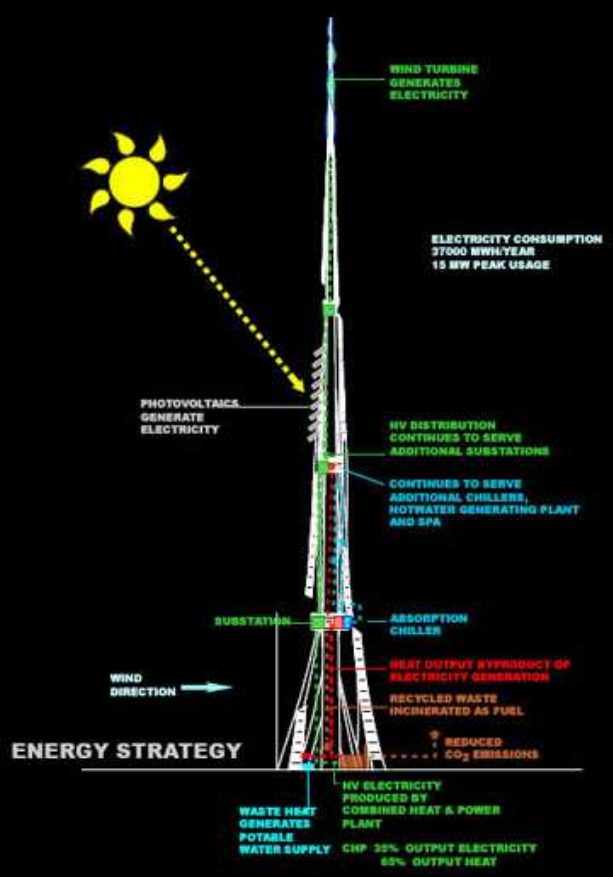 WIND TURBINE
GENERATES
ELECTRICITY
ELECTRICITY CONSUMPTION
37000 MWH/YEAR
15 MW PEAK USAGE
PHOTOVOLTAICS
GENERATE
ELECTRICITY
HV DISTRIBUTION
CONTINUES TO SERVE
ADDITIONAL SUBSTATIONS
CONTINUES TO SERVE
ADDITIONAL CHILLERS,
HOTWATER GENERATING PLANT
AND SPA
SUBSTATION
ABSORPTION
CHILLER
HEAT OUTPUT BYPRODUCT OF
ELECTRICITY GENERATION
WIND
DIRECTION
RECYCLED WASTE
INCINERATED AS FUEL
REDUCED
CO₂ EMISSIONS
ENERGY STRATEGY
HV ELECTRICITY
PRODUCED BY
COMBINED HEAT & POWER
PLANT
WASTE HEAT
GENERATES
POTABLE
WATER SUPPLY
CHP 35% OUTPUT ELECTRICITY
65% OUTPUT HEAT